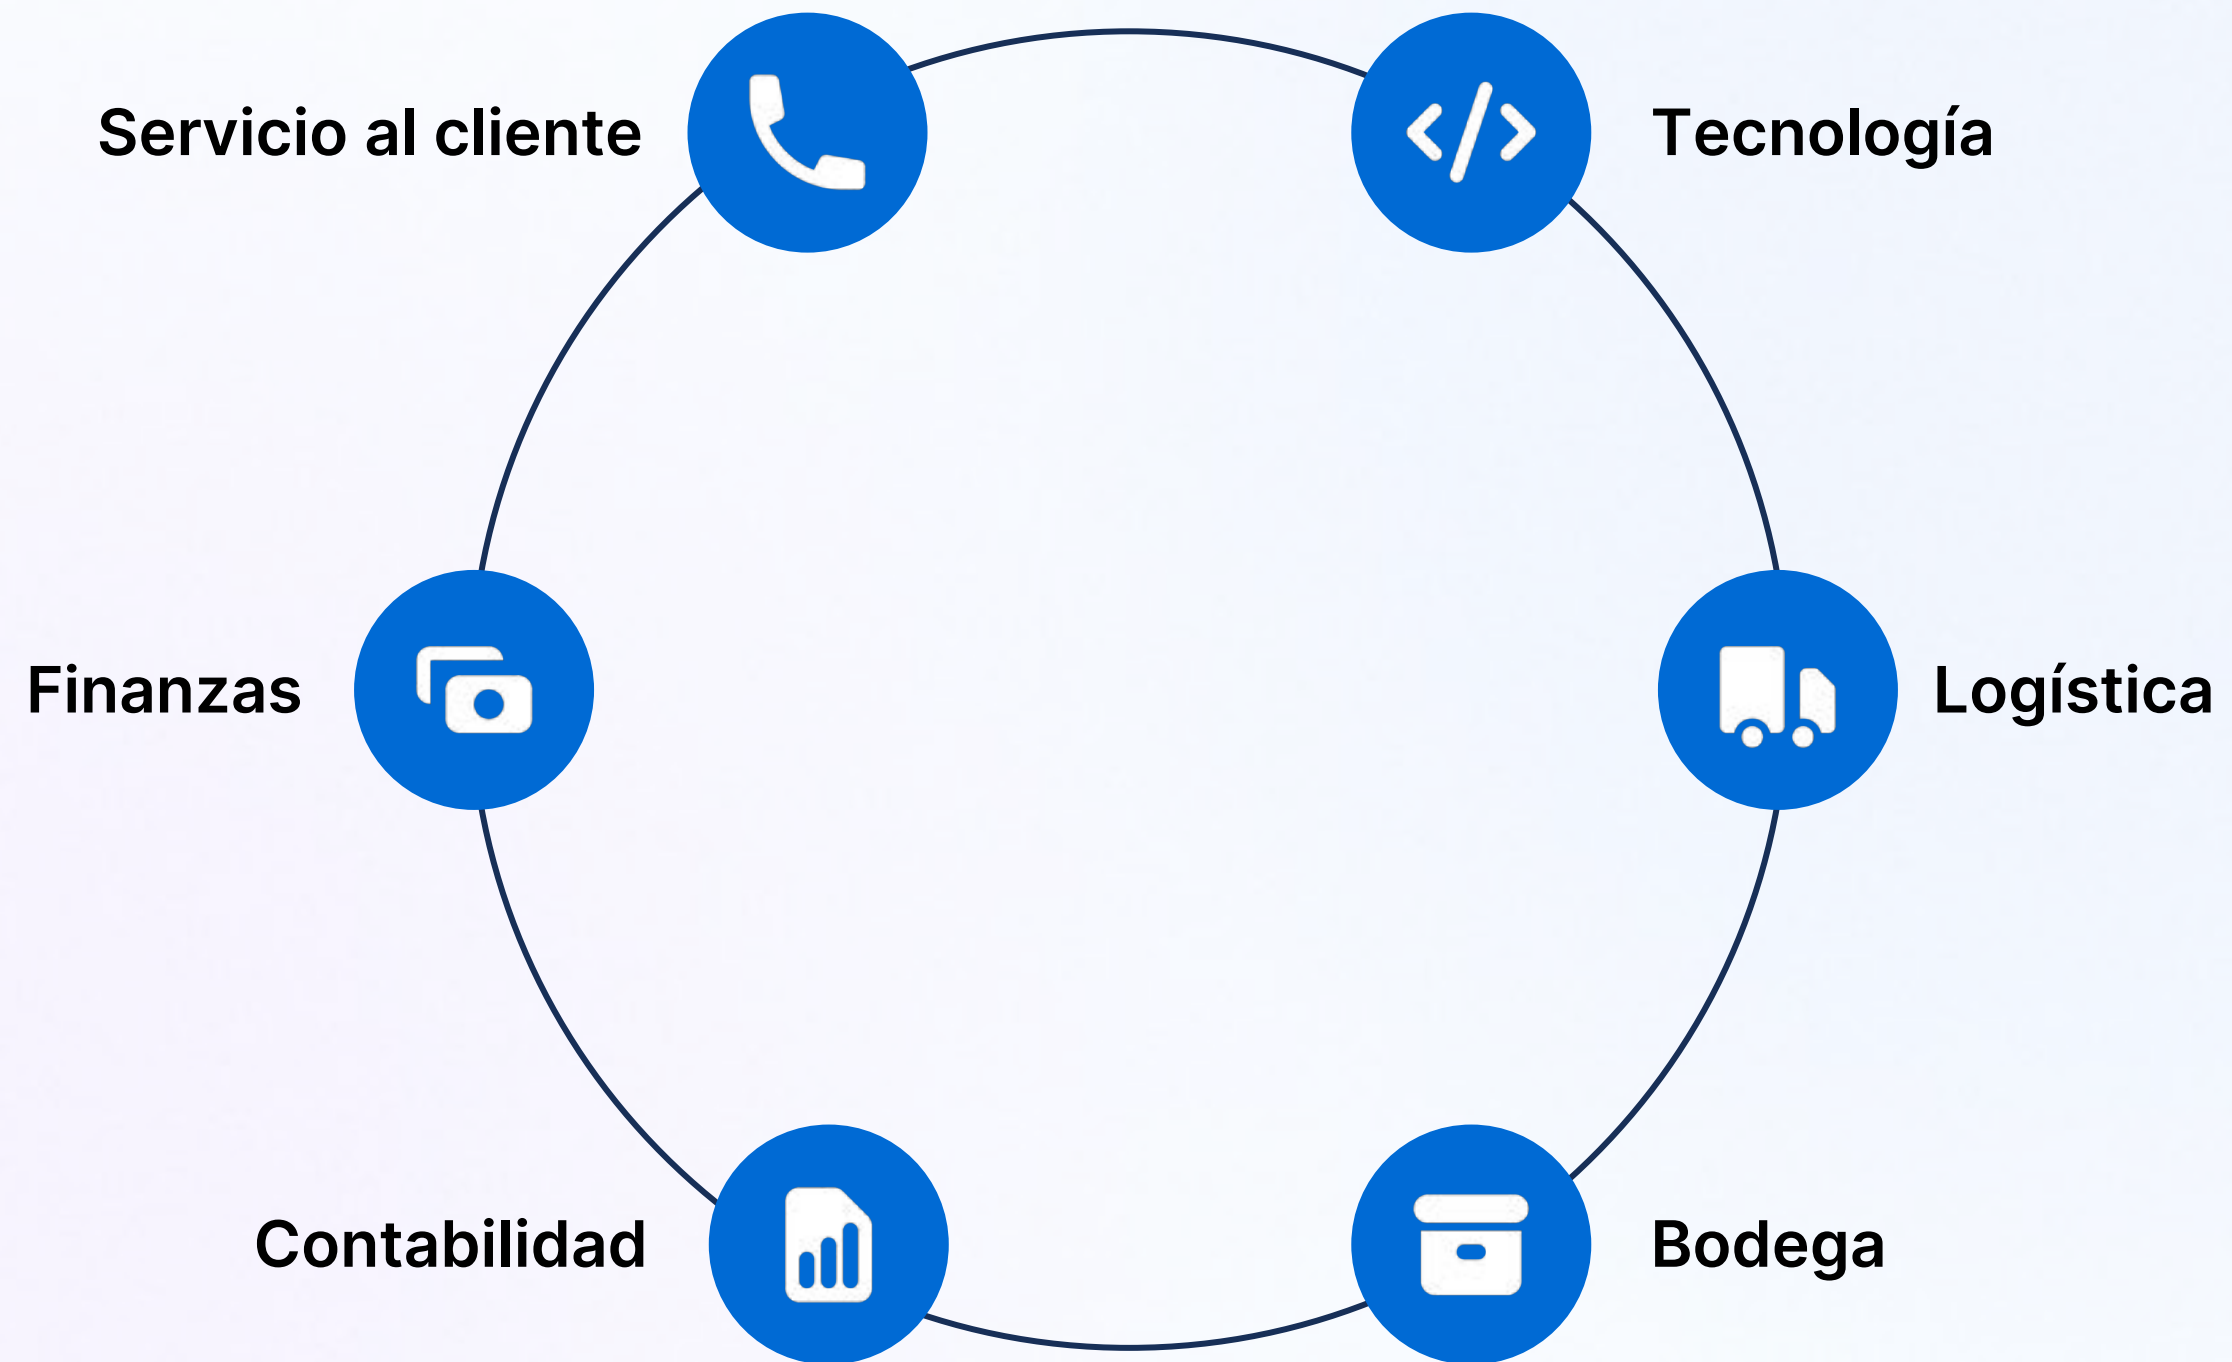 Servicio al cliente
Tecnología
Finanzas
Logística
Contabilidad
Bodega